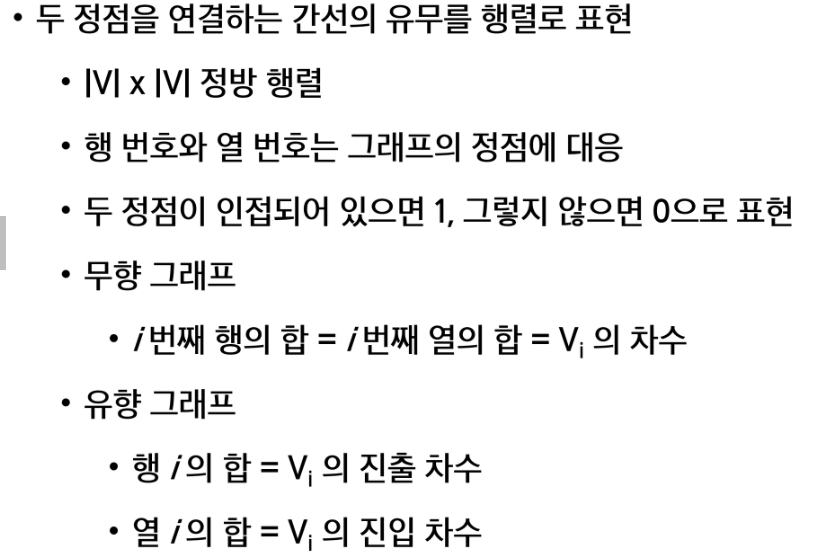 • 두 정점을 연결하는 간선의 유무를 행렬로 표현
• |V| x |V| 정방 행렬
• 행 번호와 열 번호는 그래프의 정점에 대응
• 두 정점이 인접되어 있으면 1, 그렇지 않으면 0으로 표현
• 무향 그래프
• i 번째 행의 합 = i 번째 열의 합 = Vi 의 차수
• 유향 그래프
• 행 i 의 합 = Vi 의 진출 차수
• 열 i 의 합 = Vi 의 진입 차수